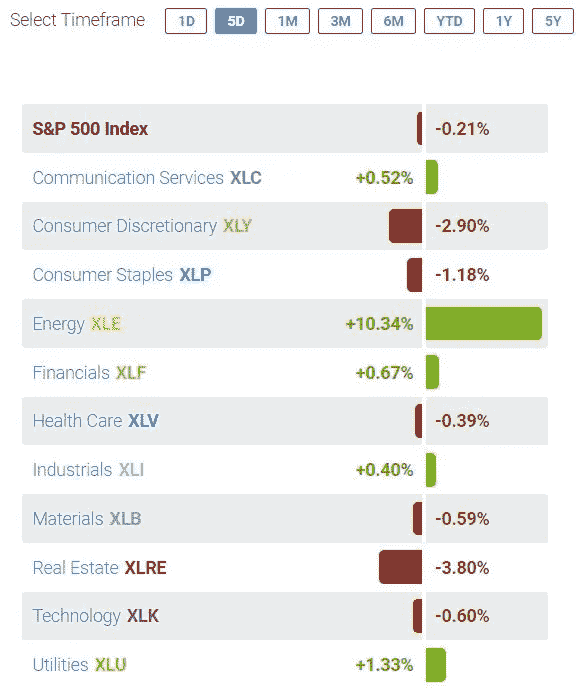 Select Timeframe 1D 5D 1M 3M 6M YTD 1Y 5Y
S&P 500 Index -0.21%
Communication Services XLC +0.52%
Consumer Discretionary XLY -2.90%
Consumer Staples XLP -1.18%
Energy XLE +10.34%
Financials XLF +0.67%
Health Care XLV -0.39%
Industrials XLI +0.40%
Materials XLB -0.59%
Real Estate XLRE -3.80%
Technology XLK -0.60%
Utilities XLU +1.33%